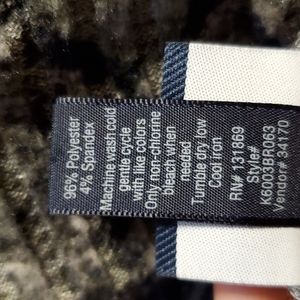 96% Polyester
4% Spandex
Machine wash cold
gentle cycle
with like colors
Only non-chlorine
bleach when
needed
Tumble dry low
Cool iron
RN# 131869
Style#
K6003BR063
Vendor# 34170